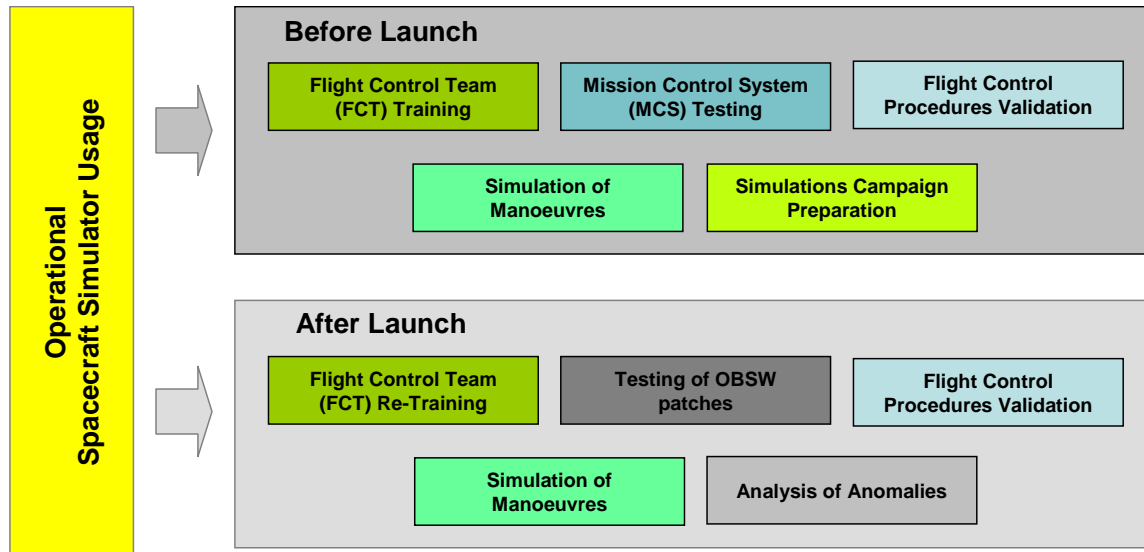 Operational
Spacecraft Simulator Usage
Before Launch
Flight Control Team
(FCT) Training
Mission Control System
(MCS) Testing
Flight Control
Procedures Validation
Simulation of
Manoeuvres
Simulations Campaign
Preparation
After Launch
Flight Control Team
(FCT) Re-Training
Testing of OBSW
patches
Flight Control
Procedures Validation
Simulation of
Manoeuvres
Analysis of Anomalies